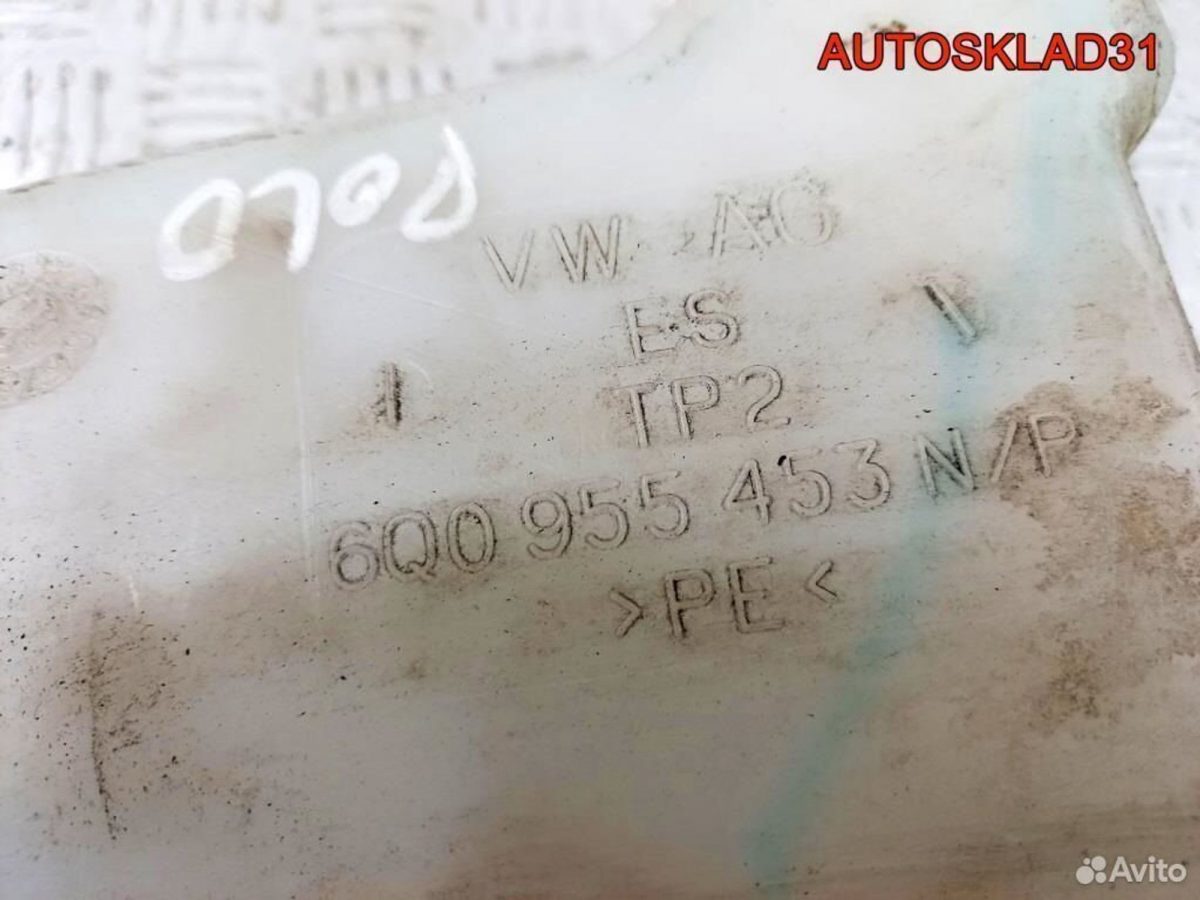 AUTOSKLAD31
POLO
VW AG
ES
TP2
6Q0 955 453 N/P
>PE<
Avito